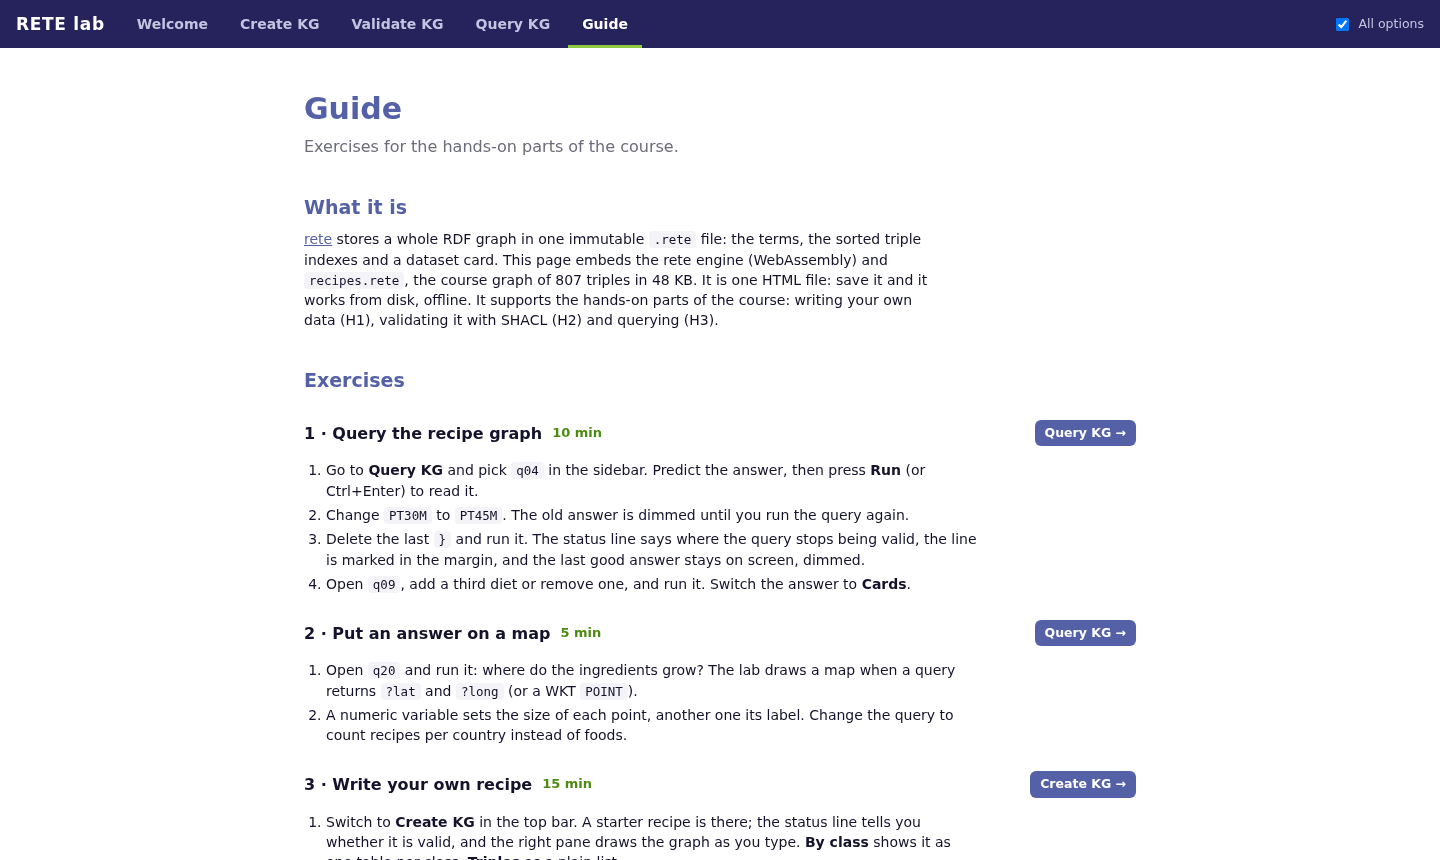 RETE lab Welcome Create KG Validate KG Query KG Guide All options
Guide
Exercises for the hands-on parts of the course.
What it is
rete stores a whole RDF graph in one immutable .rete file: the terms, the sorted triple
indexes and a dataset card. This page embeds the rete engine (WebAssembly) and
recipes.rete, the course graph of 807 triples in 48 KB. It is one HTML file: save it and it
works from disk, offline. It supports the hands-on parts of the course: writing your own
data (H1), validating it with SHACL (H2) and querying (H3).
Exercises
1 · Query the recipe graph 10 min Query KG →
1. Go to Query KG and pick q04 in the sidebar. Predict the answer, then press Run (or
Ctrl+Enter) to read it.
2. Change PT30M to PT45M. The old answer is dimmed until you run the query again.
3. Delete the last } and run it. The status line says where the query stops being valid, the line
is marked in the margin, and the last good answer stays on screen, dimmed.
4. Open q09, add a third diet or remove one, and run it. Switch the answer to Cards.
2 · Put an answer on a map 5 min Query KG →
1. Open q20 and run it: where do the ingredients grow? The lab draws a map when a query
returns ?lat and ?long (or a WKT POINT).
2. A numeric variable sets the size of each point, another one its label. Change the query to
count recipes per country instead of foods.
3 · Write your own recipe 15 min Create KG →
1. Switch to Create KG in the top bar. A starter recipe is there; the status line tells you
whether it is valid, and the right pane draws the graph as you type. By class shows it as
one table per class, Triples as a plain list.